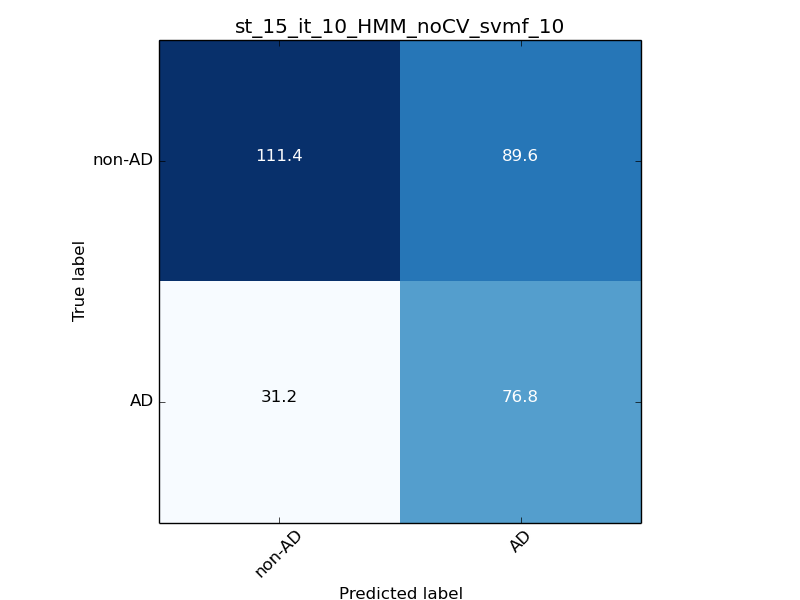 st_15_it_10_HMM_noCV_svmf_10
non-AD
111.4
89.6
True label
AD
31.2
76.8
non-AD
AD
Predicted label